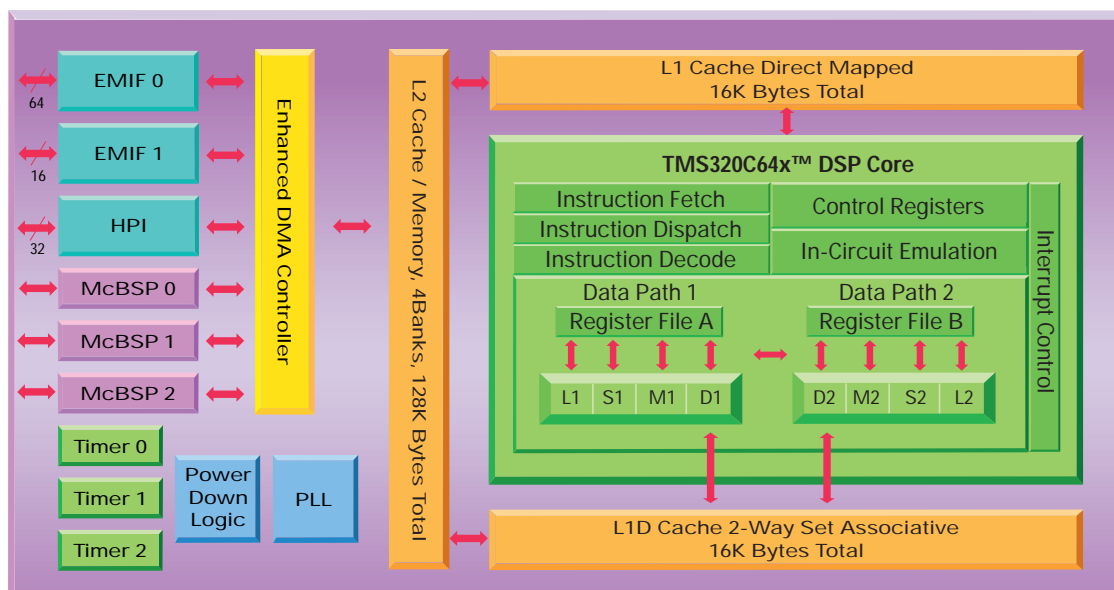 EMIF 0
64
EMIF 1
16
HPI
32
McBSP 0
McBSP 1
McBSP 2
Timer 0
Timer 1
Timer 2
Power
Down
Logic
PLL
Enhanced DMA Controller
L2 Cache / Memory, 4Banks, 128K Bytes Total
L1 Cache Direct Mapped
16K Bytes Total
TMS320C64x™ DSP Core
Instruction Fetch
Instruction Dispatch
Instruction Decode
Control Registers
In-Circuit Emulation
Interrupt Control
Data Path 1
Register File A
L1 S1 M1 D1
Data Path 2
Register File B
D2 M2 S2 L2
L1D Cache 2-Way Set Associative
16K Bytes Total